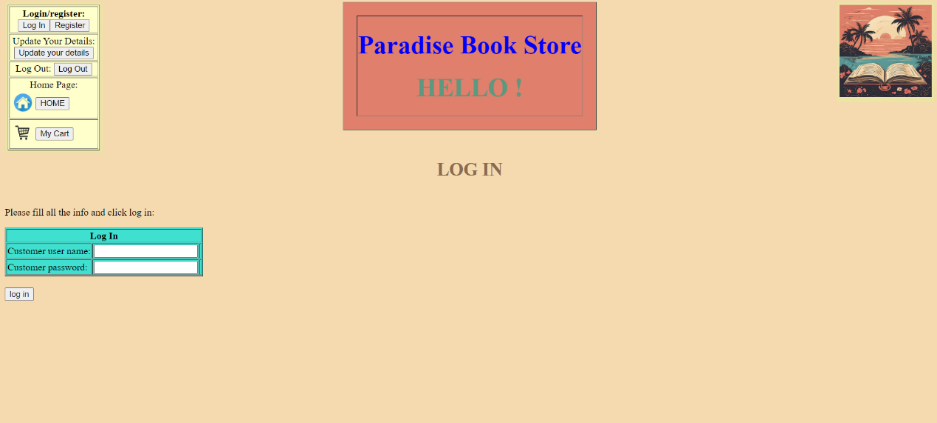 Login/register:
Log In Register
Update Your Details:
Update your details
Log Out: Log Out
Home Page:
HOME
My Cart
Paradise Book Store
HELLO !
LOG IN
Please fill all the info and click log in:
Log In
Customer user name:
Customer password:
log in